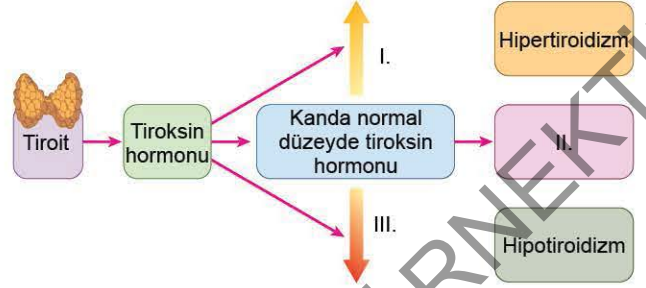 I.
Hipertiroidizm
Tiroit
Tiroksin
hormonu
Kanda normal
düzeyde tiroksin
hormonu
II.
III.
Hipotiroidizm